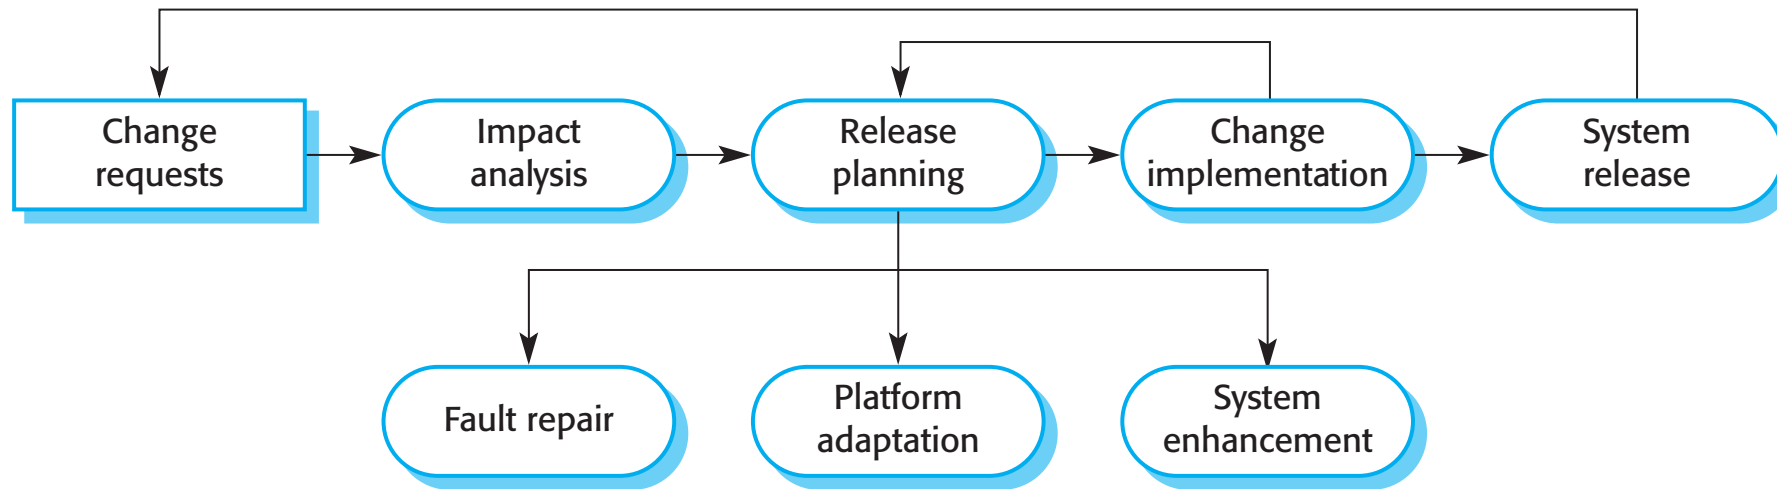 Change
requests
Impact
analysis
Release
planning
Change
implementation
System
release
Fault repair
Platform
adaptation
System
enhancement